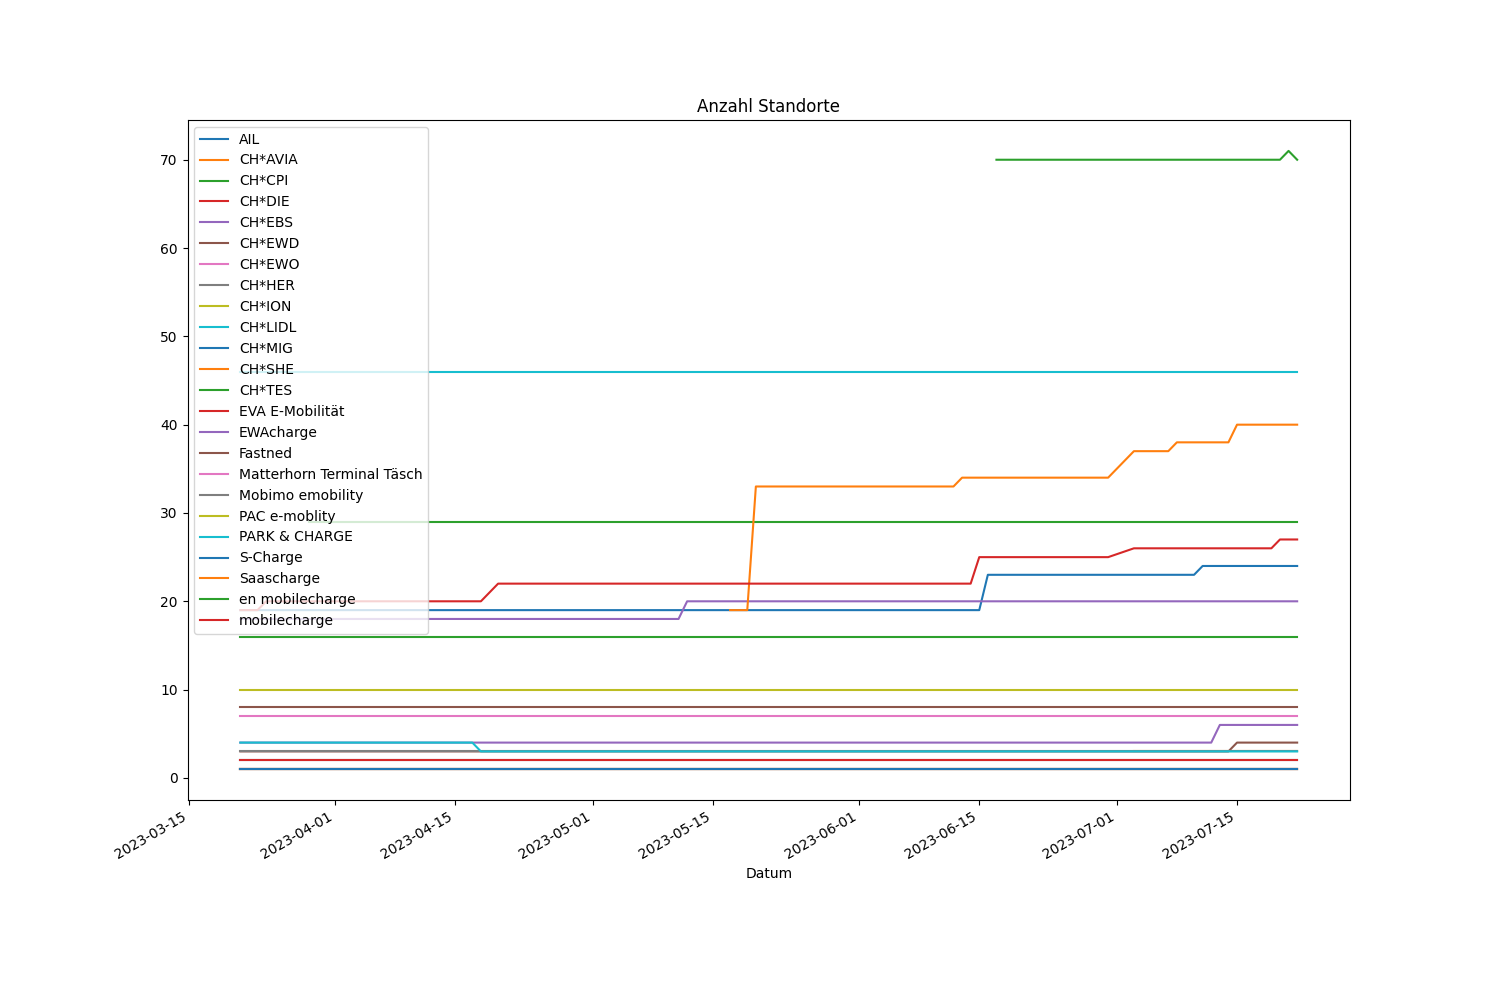 Anzahl Standorte
70
60
50
40
30
20
10
0
AIL
CH*AVIA
CH*CPI
CH*DIE
CH*EBS
CH*EWD
CH*EWO
CH*HER
CH*ION
CH*LIDL
CH*MIG
CH*SHE
CH*TES
EVA E-Mobilität
EWAcharge
Fastned
Matterhorn Terminal Täsch
Mobimo emobility
PAC e-moblity
PARK & CHARGE
S-Charge
Saascharge
en mobilecharge
mobilecharge
2023-03-15
2023-04-01
2023-04-15
2023-05-01
2023-05-15
2023-06-01
2023-06-15
2023-07-01
2023-07-15
Datum